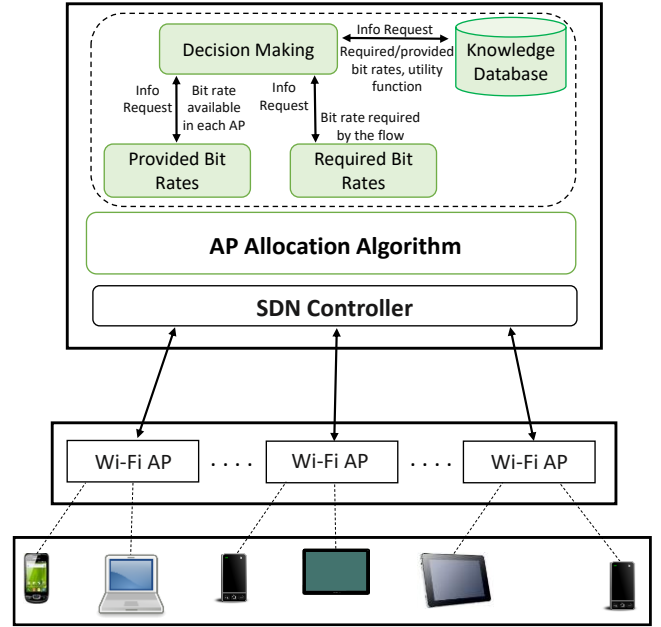 Decision Making
Info Request
Required/provided
bit rates, utility
function
Knowledge
Database
Info
Request
Bit rate
available
in each AP
Info
Request
Bit rate required
by the flow
Provided Bit
Rates
Required Bit
Rates
AP Allocation Algorithm
SDN Controller
Wi-Fi AP
. . . .
Wi-Fi AP
. . . .
Wi-Fi AP